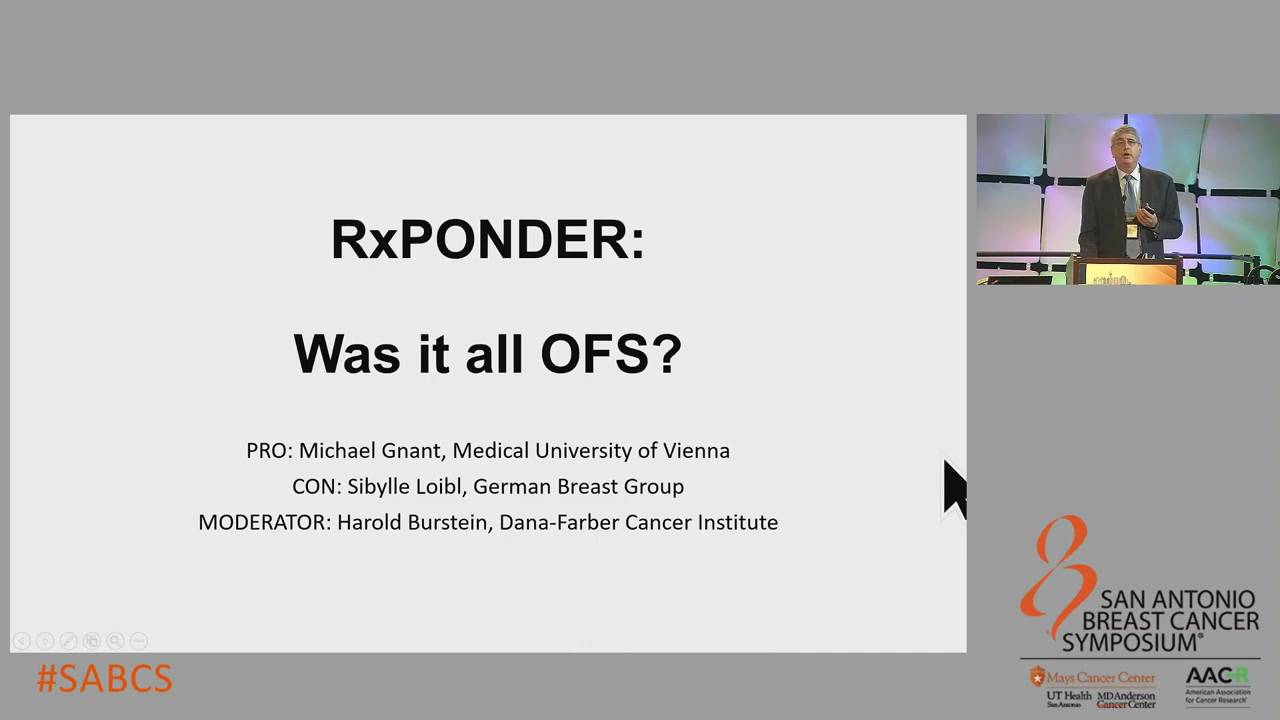 RxPONDER:
Was it all OFS?
PRO: Michael Gnant, Medical University of Vienna
CON: Sibylle Loibl, German Breast Group
MODERATOR: Harold Burstein, Dana-Farber Cancer Institute
#SABCS
SAN ANTONIO
BREAST CANCER
SYMPOSIUM®
Mays Cancer Center
UT Health
San Antonio
MD Anderson
Cancer Center
AACR
American Association
for Cancer Research®